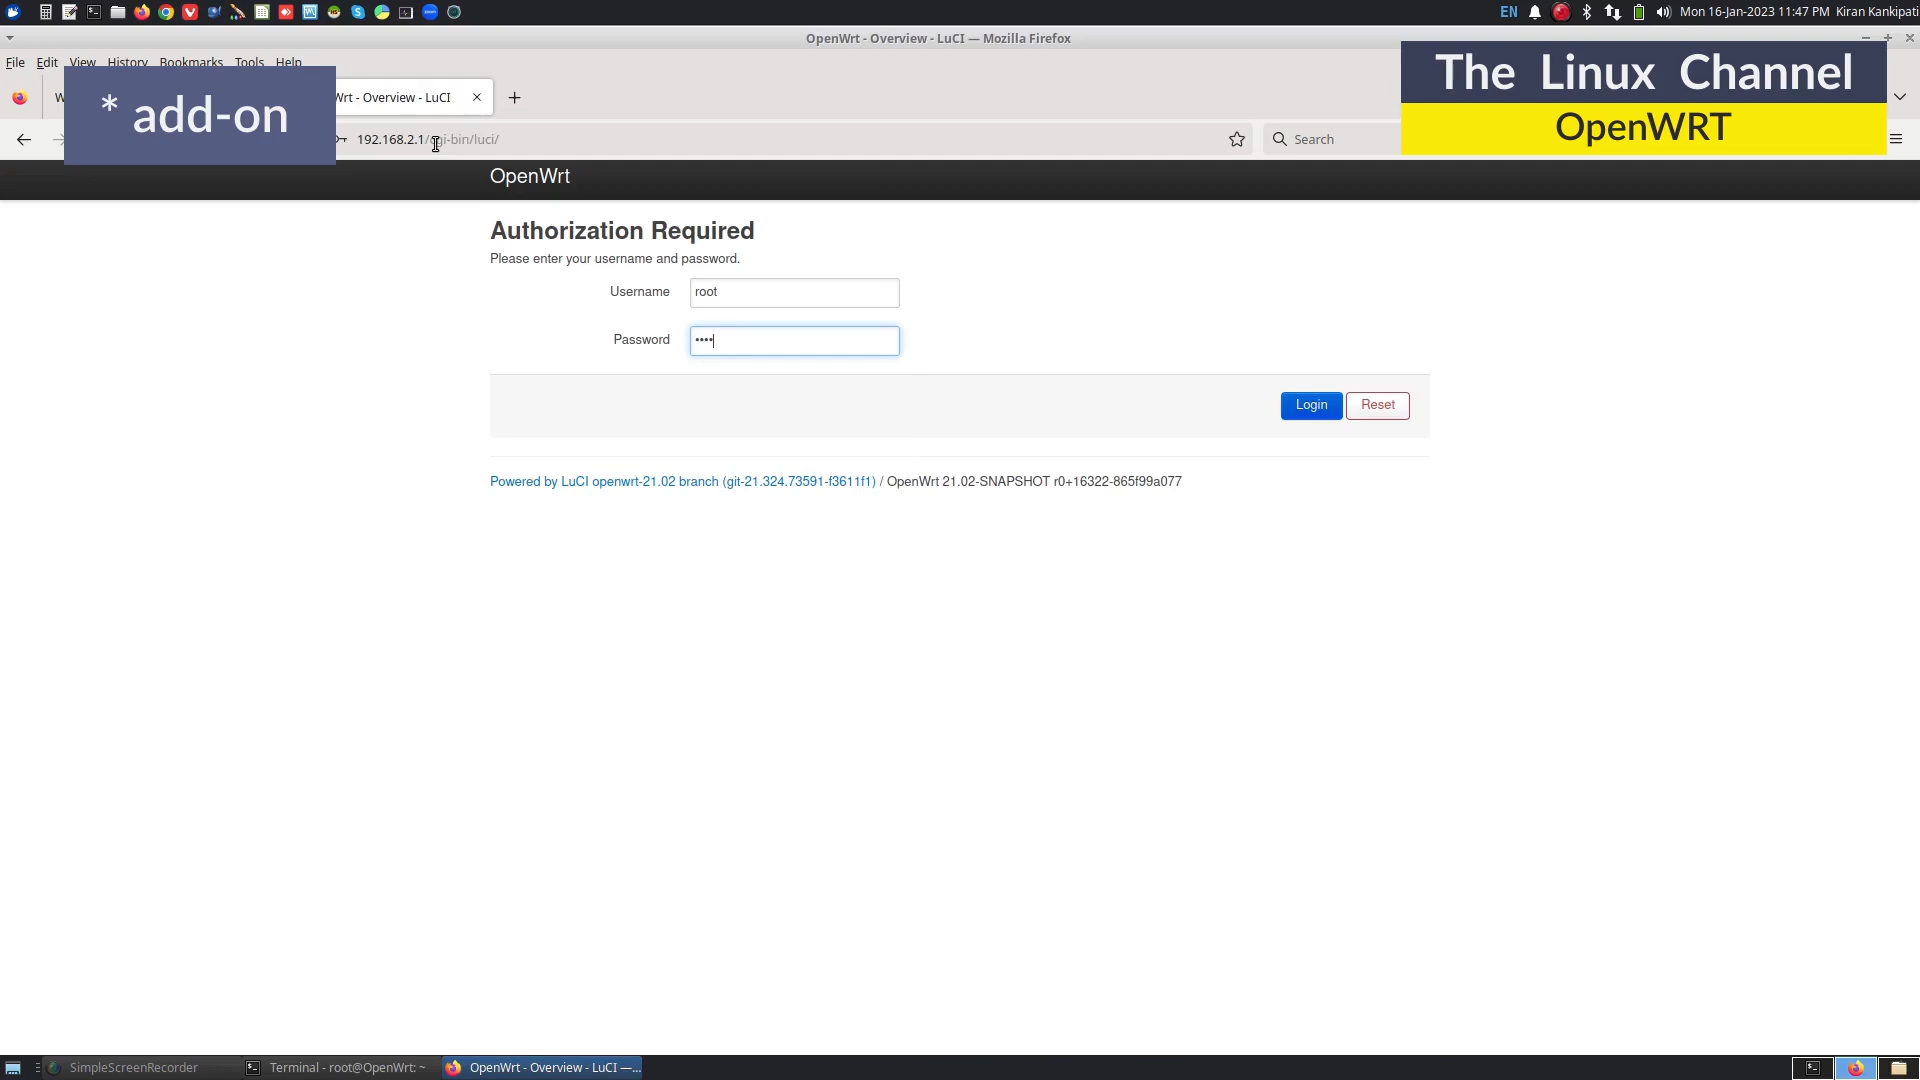 EN
Mon 16-Jan-2023 11:47 PM Kiran Kankipati
OpenWrt - Overview - LuCI — Mozilla Firefox
File Edit View History Bookmarks Tools Help
* add-on
Wrt - Overview - LuCI
The Linux Channel
OpenWRT
192.168.2.1/cgi-bin/luci/
Search
OpenWrt
Authorization Required
Please enter your username and password.
Username root
Password ••••
Login Reset
Powered by LuCI openwrt-21.02 branch (git-21.324.73591-f3611f1) / OpenWrt 21.02-SNAPSHOT r0+16322-865f99a077
SimpleScreenRecorder
Terminal - root@OpenWrt: ~
OpenWrt - Overview - LuCI —...